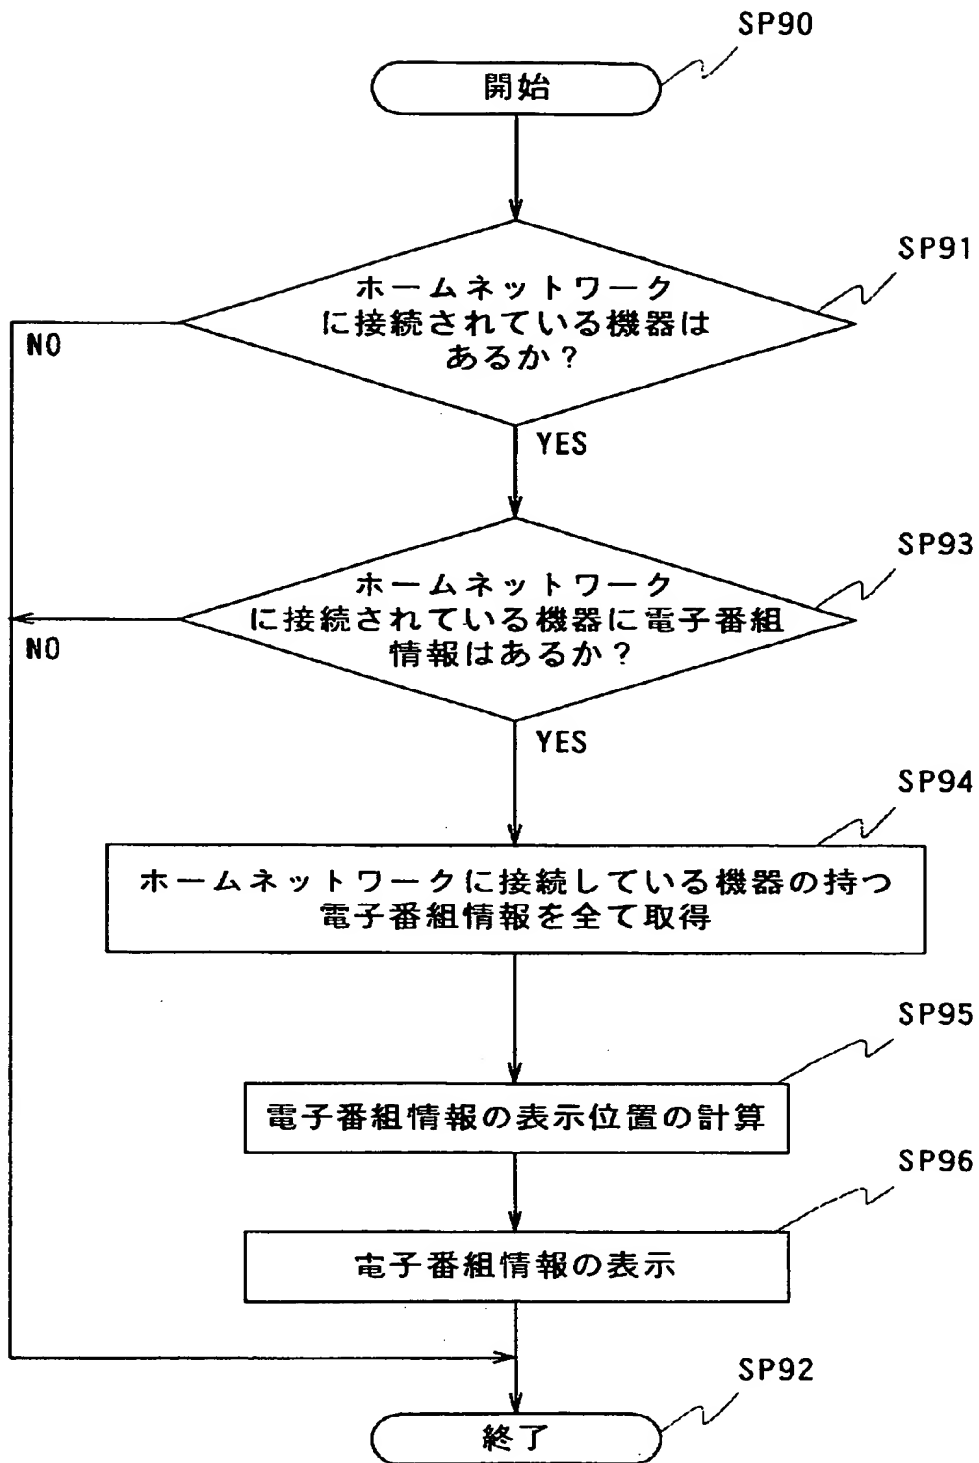 SP90
開始
SP91
ホームネットワーク
に接続されている機器は
あるか?
NO
YES
SP93
ホームネットワーク
に接続されている機器に電子番組
情報はあるか?
NO
YES
SP94
ホームネットワークに接続している機器の持つ
電子番組情報を全て取得
SP95
電子番組情報の表示位置の計算
SP96
電子番組情報の表示
SP92
終了